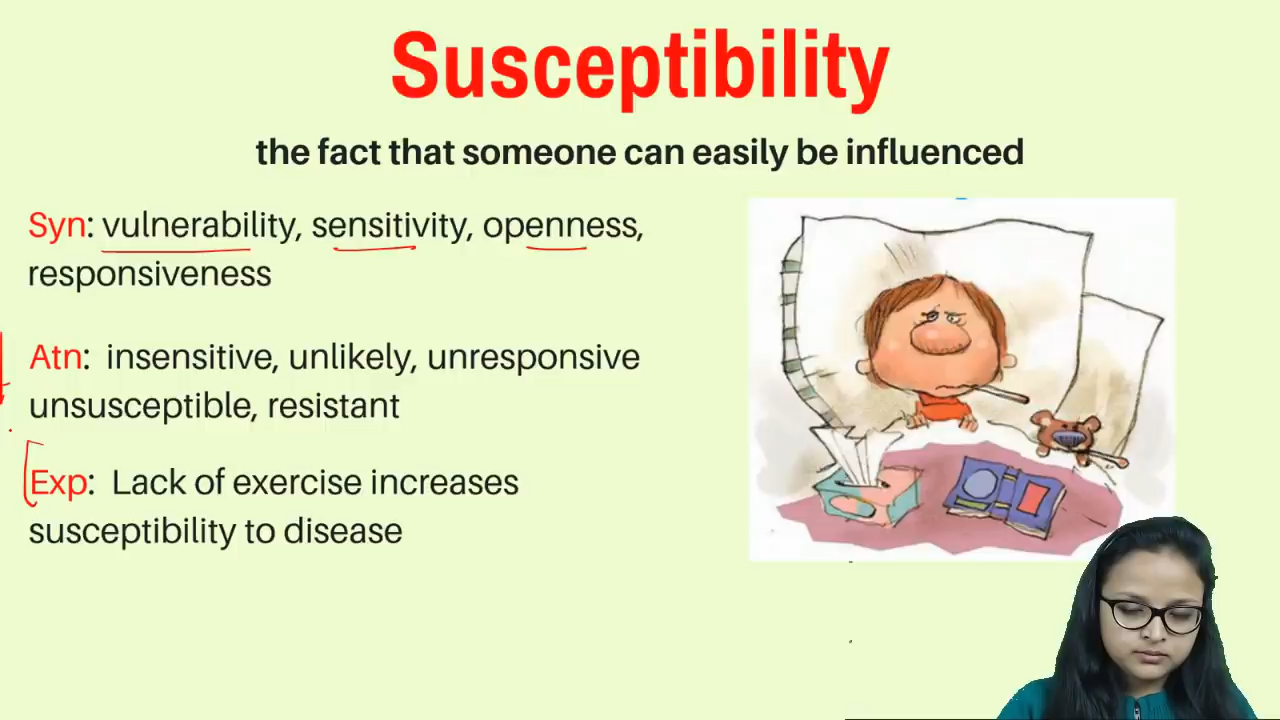 Susceptibility
the fact that someone can easily be influenced
Syn: vulnerability, sensitivity, openness,
responsiveness
Atn: insensitive, unlikely, unresponsive
unsusceptible, resistant
Exp: Lack of exercise increases
susceptibility to disease